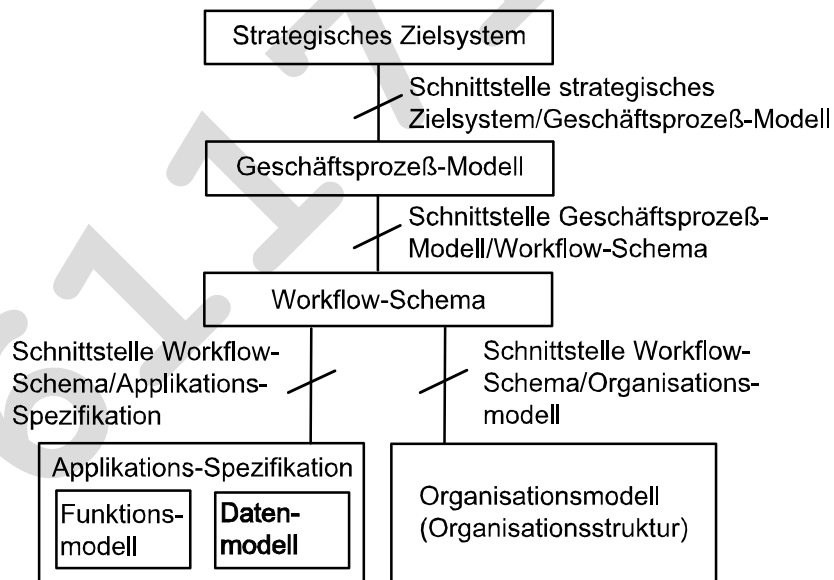 Strategisches Zielsystem
Schnittstelle strategisches
Zielsystem/Geschäftsprozeß-Modell
Geschäftsprozeß-Modell
Schnittstelle Geschäftsprozeß-
Modell/Workflow-Schema
Workflow-Schema
Schnittstelle Workflow-
Schema/Applikations-
Spezifikation
Schnittstelle Workflow-
Schema/Organisations-
modell
Applikations-Spezifikation
Funktions-
modell
Daten-
modell
Organisationsmodell
(Organisationsstruktur)